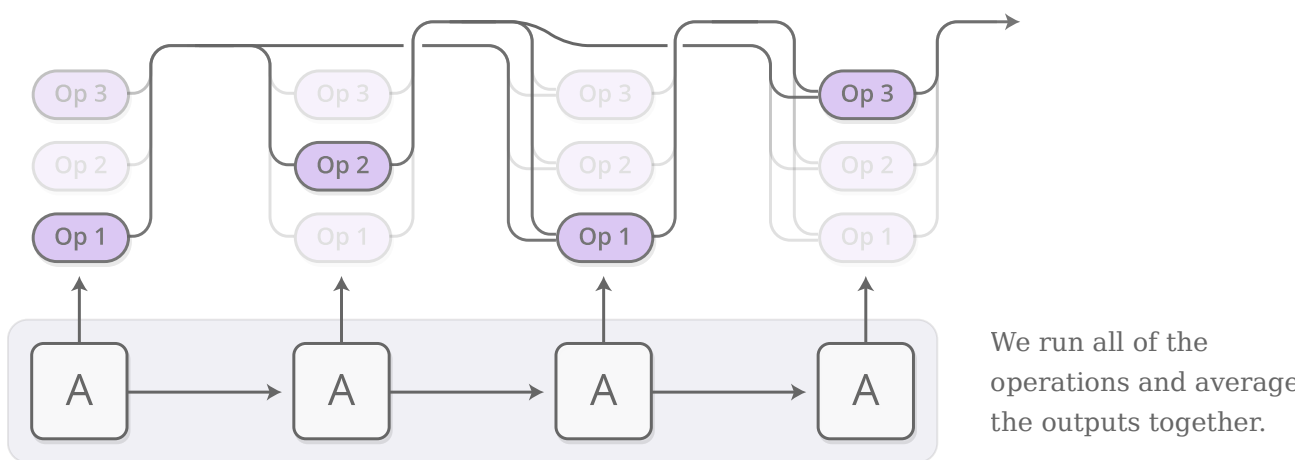 Op 3 Op 3 Op 3 Op 3
Op 2 Op 2 Op 2 Op 2
Op 1 Op 1 Op 1 Op 1
A A A A
We run all of the
operations and average
the outputs together.